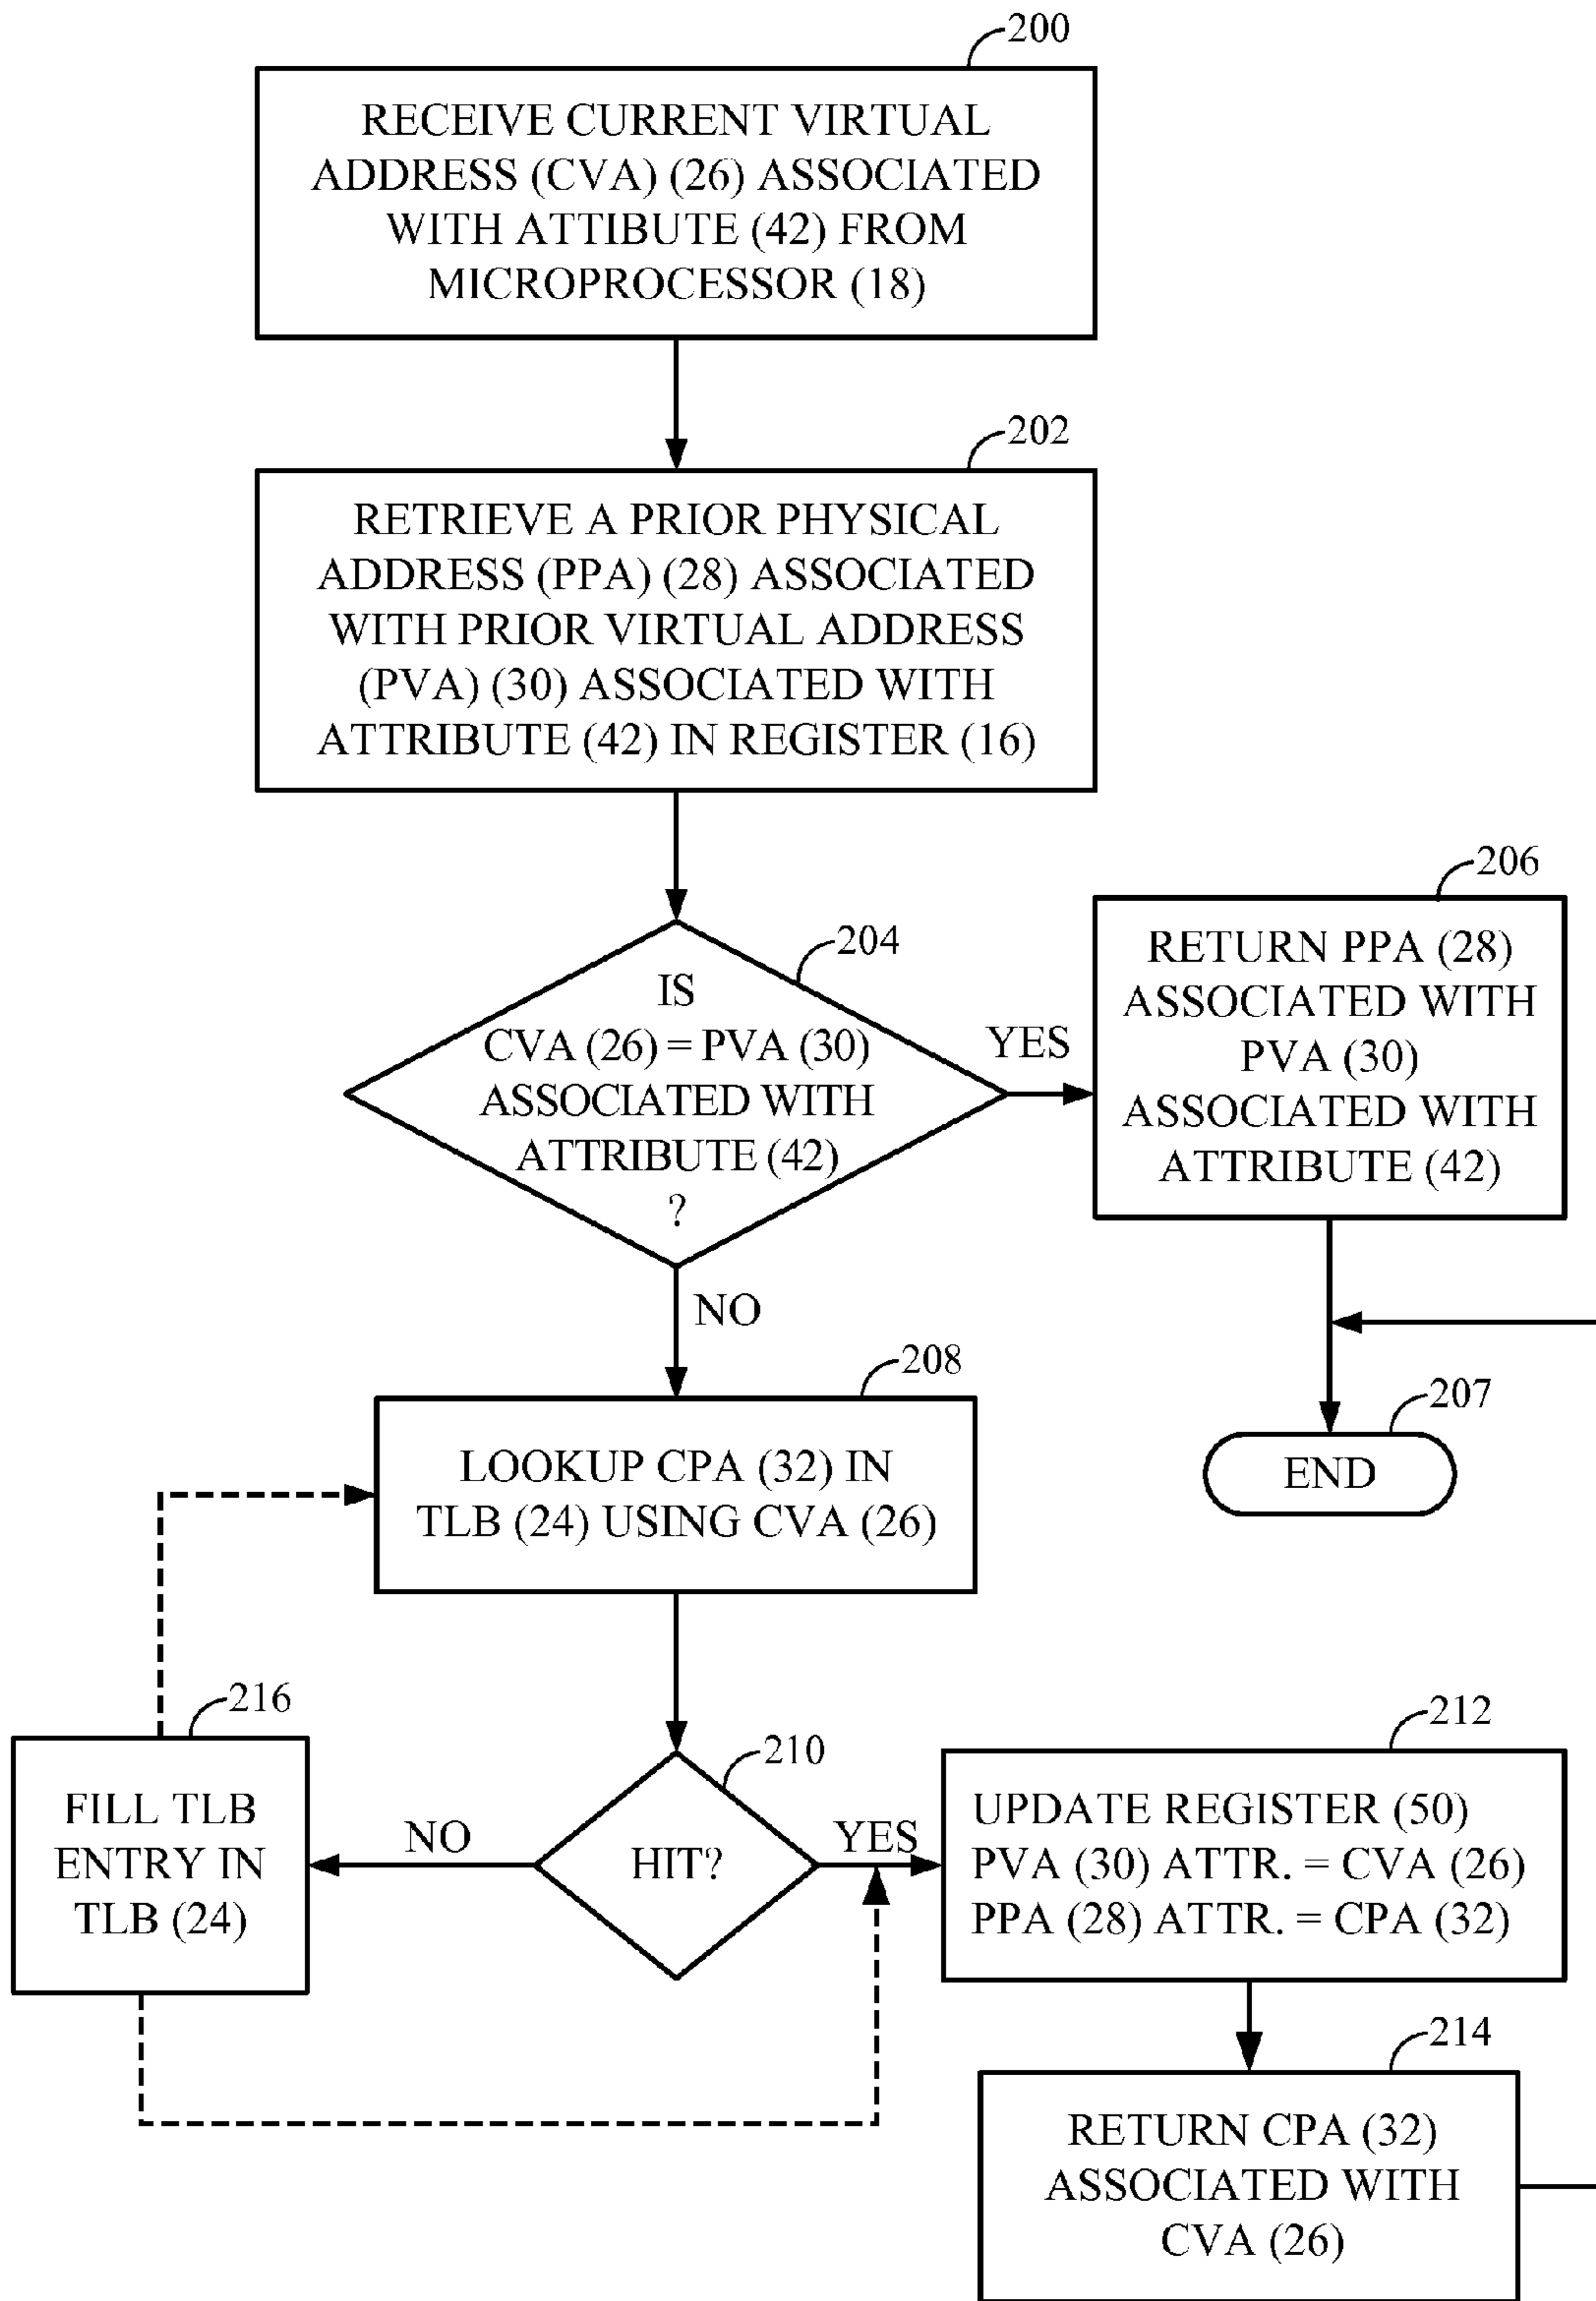 200
RECEIVE CURRENT VIRTUAL
ADDRESS (CVA) (26) ASSOCIATED
WITH ATTIBUTE (42) FROM
MICROPROCESSOR (18)
202
RETRIEVE A PRIOR PHYSICAL
ADDRESS (PPA) (28) ASSOCIATED
WITH PRIOR VIRTUAL ADDRESS
(PVA) (30) ASSOCIATED WITH
ATTRIBUTE (42) IN REGISTER (16)
204
IS
CVA (26) = PVA (30)
ASSOCIATED WITH
ATTRIBUTE (42)
?
YES
206
RETURN PPA (28)
ASSOCIATED WITH
PVA (30)
ASSOCIATED WITH
ATTRIBUTE (42)
NO
207
END
208
LOOKUP CPA (32) IN
TLB (24) USING CVA (26)
210
HIT?
NO
216
FILL TLB
ENTRY IN
TLB (24)
YES
212
UPDATE REGISTER (50)
PVA (30) ATTR. = CVA (26)
PPA (28) ATTR. = CPA (32)
214
RETURN CPA (32)
ASSOCIATED WITH
CVA (26)